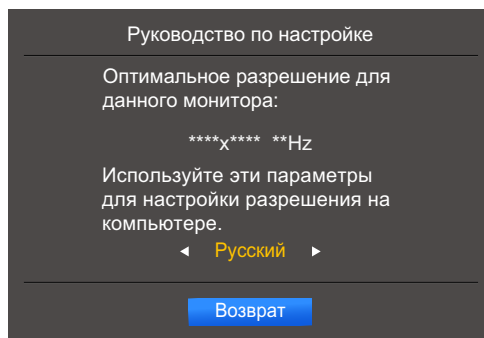 Руководство по настройке
Оптимальное разрешение для
данного монитора:
****x**** **Hz
Используйте эти параметры
для настройки разрешения на
компьютере.
Русский
Возврат